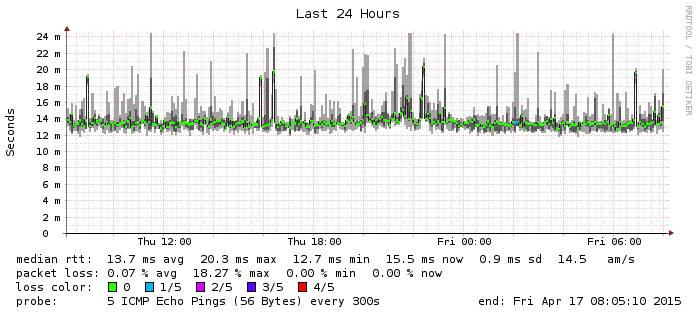 Last 24 Hours
RRDTOOL / TOBI OETIKER
Seconds
24 m
22 m
20 m
18 m
16 m
14 m
12 m
10 m
8 m
6 m
4 m
2 m
0
Thu 12:00 Thu 18:00 Fri 00:00 Fri 06:00
median rtt: 13.7 ms avg 20.3 ms max 12.7 ms min 15.5 ms now 0.9 ms sd 14.5 am/s
packet loss: 0.07 % avg 18.27 % max 0.00 % min 0.00 % now
loss color: 0 1/5 2/5 3/5 4/5
probe: 5 ICMP Echo Pings (56 Bytes) every 300s end: Fri Apr 17 08:05:10 2015